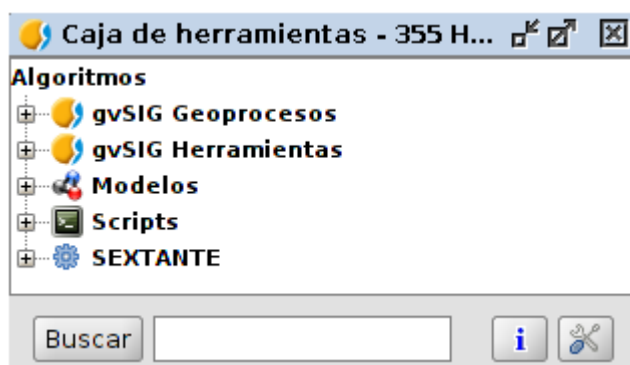 Caja de herramientas - 355 H...
Algoritmos
gvSIG Geoprocesos
gvSIG Herramientas
Modelos
Scripts
SEXTANTE
Buscar